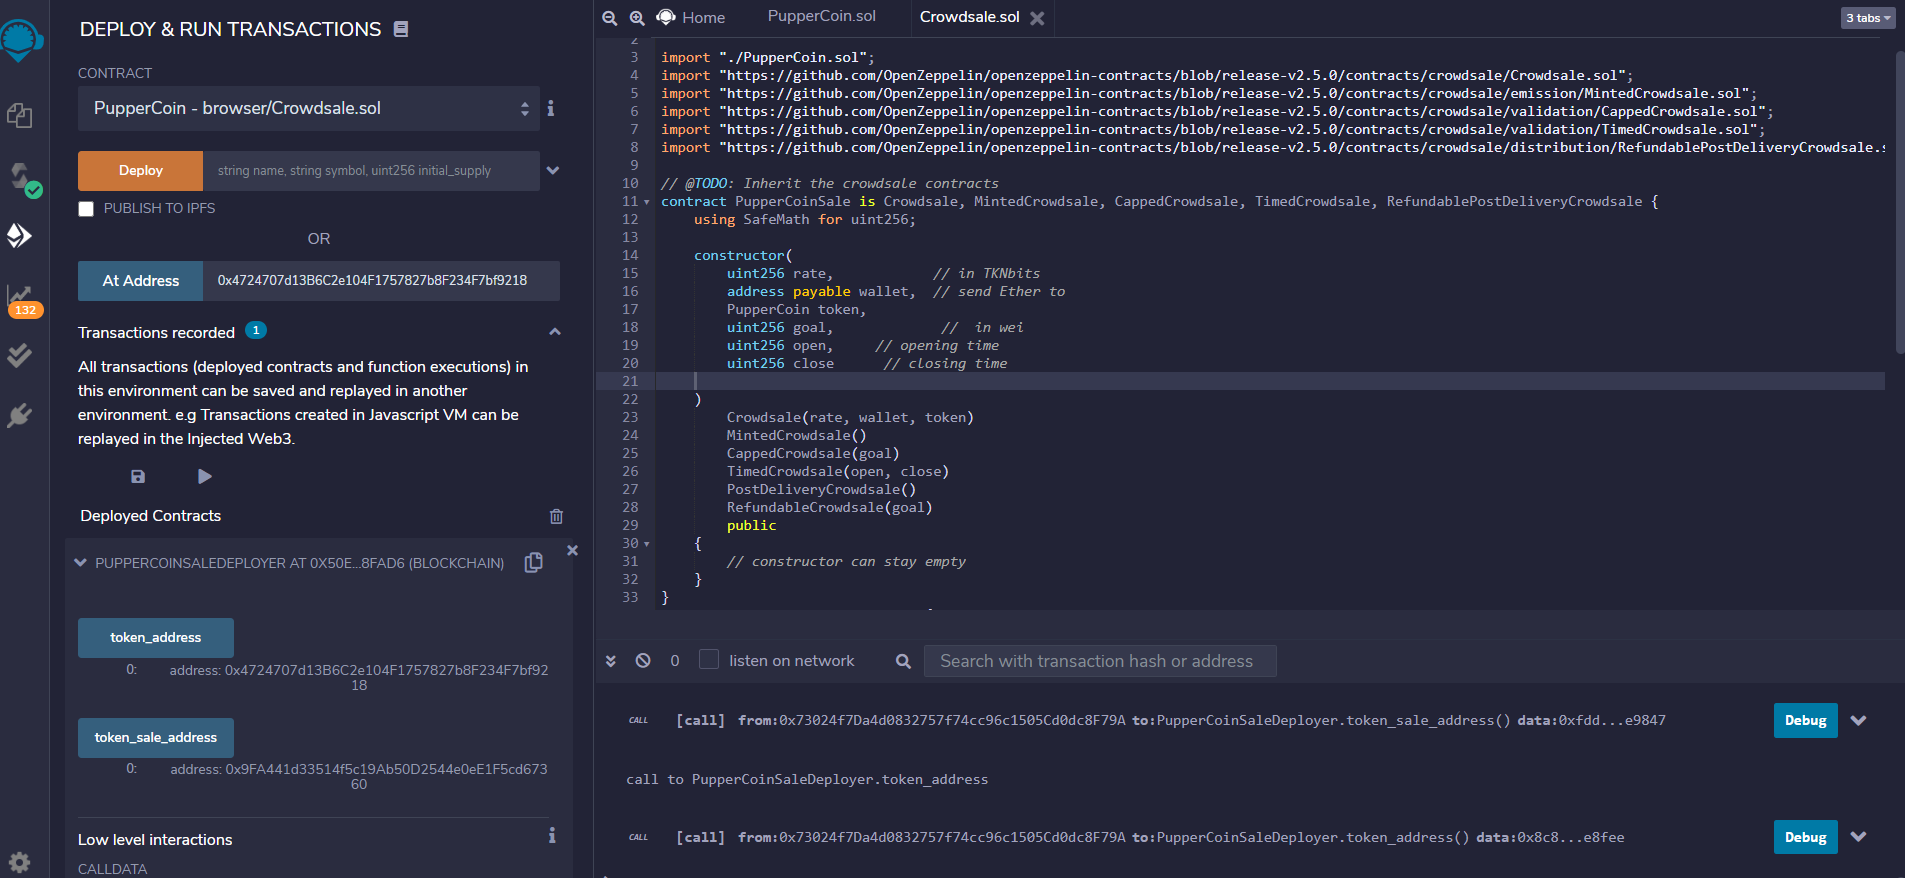 DEPLOY & RUN TRANSACTIONS
CONTRACT
PupperCoin - browser/Crowdsale.sol
Deploy
string name, string symbol, uint256 initial_supply
PUBLISH TO IPFS
OR
At Address
0x4724707d13B6C2e104F1757827b8F234F7bf9218
132
Transactions recorded 1
All transactions (deployed contracts and function executions) in
this environment can be saved and replayed in another
environment. e.g Transactions created in Javascript VM can be
replayed in the Injected Web3.
Deployed Contracts
PUPPERCOINSALEDEPLOYER AT 0X50E...8FAD6 (BLOCKCHAIN)
token_address
0: address: 0x4724707d13B6C2e104F1757827b8F234F7bf92
18
token_sale_address
0: address: 0x9FA441d33514f5c19Ab50D2544e0eE1F5cd673
60
Low level interactions
CALLDATA
Home
PupperCoin.sol
Crowdsale.sol
3 tabs
2
3 import "./PupperCoin.sol";
4 import "https://github.com/OpenZeppelin/openzeppelin-contracts/blob/release-v2.5.0/contracts/crowdsale/Crowdsale.sol";
5 import "https://github.com/OpenZeppelin/openzeppelin-contracts/blob/release-v2.5.0/contracts/crowdsale/emission/MintedCrowdsale.sol";
6 import "https://github.com/OpenZeppelin/openzeppelin-contracts/blob/release-v2.5.0/contracts/crowdsale/validation/CappedCrowdsale.sol";
7 import "https://github.com/OpenZeppelin/openzeppelin-contracts/blob/release-v2.5.0/contracts/crowdsale/validation/TimedCrowdsale.sol";
8 import "https://github.com/OpenZeppelin/openzeppelin-contracts/blob/release-v2.5.0/contracts/crowdsale/distribution/RefundablePostDeliveryCrowdsale.s
9
10 // @TODO: Inherit the crowdsale contracts
11 contract PupperCoinSale is Crowdsale, MintedCrowdsale, CappedCrowdsale, TimedCrowdsale, RefundablePostDeliveryCrowdsale {
12 using SafeMath for uint256;
13
14 constructor(
15 uint256 rate, // in TKNbits
16 address payable wallet, // send Ether to
17 PupperCoin token,
18 uint256 goal, // in wei
19 uint256 open, // opening time
20 uint256 close // closing time
21
22 )
23 Crowdsale(rate, wallet, token)
24 MintedCrowdsale()
25 CappedCrowdsale(goal)
26 TimedCrowdsale(open, close)
27 PostDeliveryCrowdsale()
28 RefundableCrowdsale(goal)
29 public
30 {
31 // constructor can stay empty
32 }
33 }
0 listen on network Search with transaction hash or address
CALL [call] from:0x73024f7Da4d0832757f74cc96c1505Cd0dc8F79A to:PupperCoinSaleDeployer.token_sale_address() data:0xfdd...e9847 Debug
call to PupperCoinSaleDeployer.token_address
CALL [call] from:0x73024f7Da4d0832757f74cc96c1505Cd0dc8F79A to:PupperCoinSaleDeployer.token_address() data:0x8c8...e8fee Debug